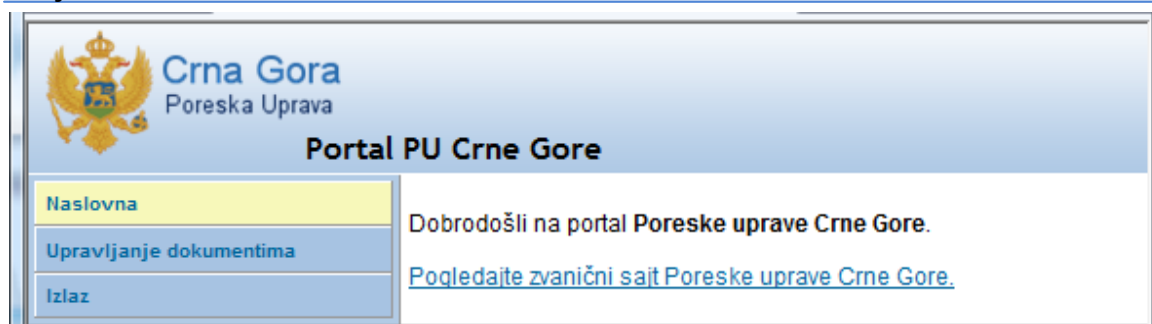 Crna Gora
Poreska Uprava
Portal PU Crne Gore
Naslovna
Upravljanje dokumentima
Izlaz
Dobrodošli na portal Poreske uprave Crne Gore.
Pogledajte zvanični sajt Poreske uprave Crne Gore.